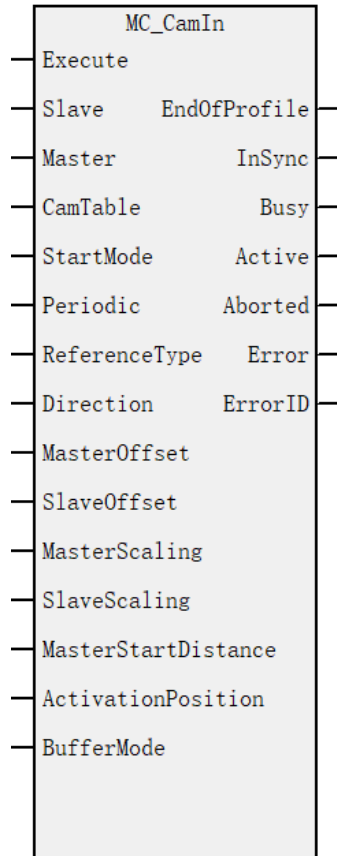 MC_CamIn
Execute
Slave EndOfProfile
Master InSync
CamTable Busy
StartMode Active
Periodic Aborted
ReferenceType Error
Direction ErrorID
MasterOffset
SlaveOffset
MasterScaling
SlaveScaling
MasterStartDistance
ActivationPosition
BufferMode